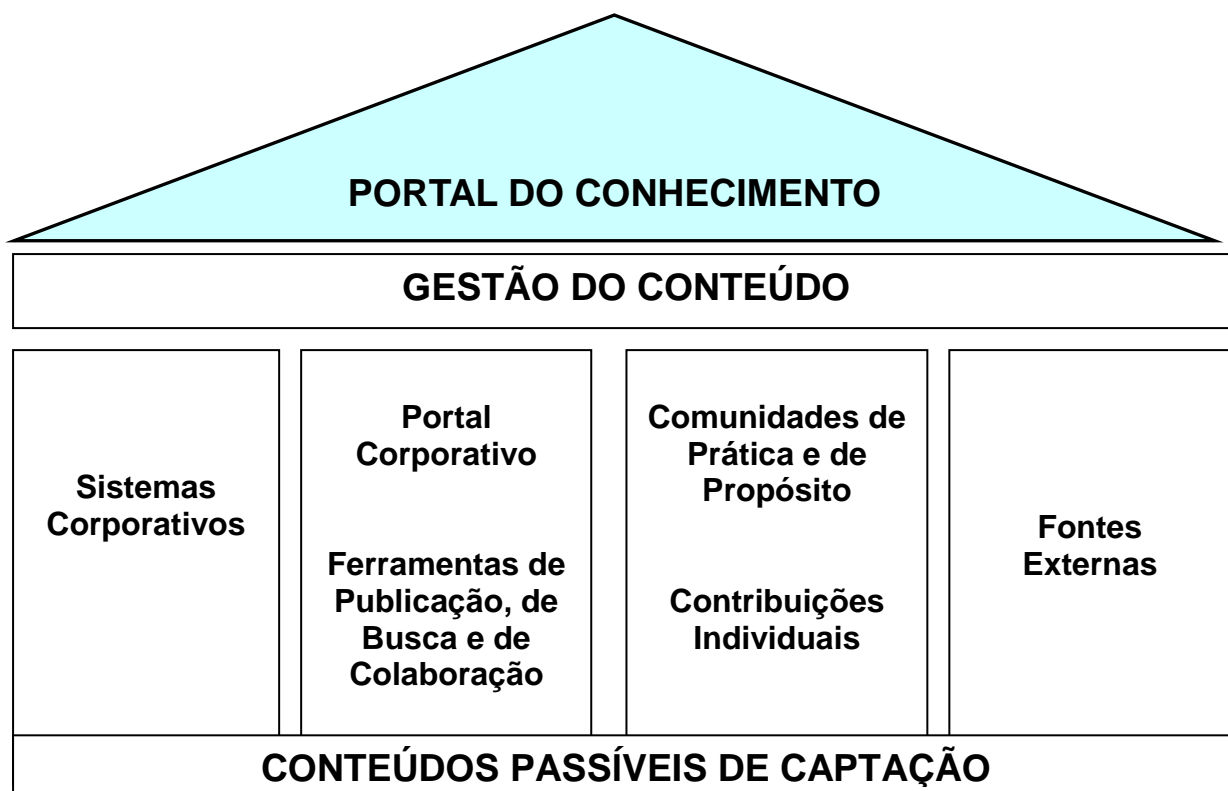 PORTAL DO CONHECIMENTO
GESTÃO DO CONTEÚDO
Sistemas
Corporativos
Portal
Corporativo
Ferramentas de
Publicação, de
Busca e de
Colaboração
Comunidades de
Prática e de
Propósito
Contribuições
Individuais
Fontes
Externas
CONTEÚDOS PASSÍVEIS DE CAPTAÇÃO